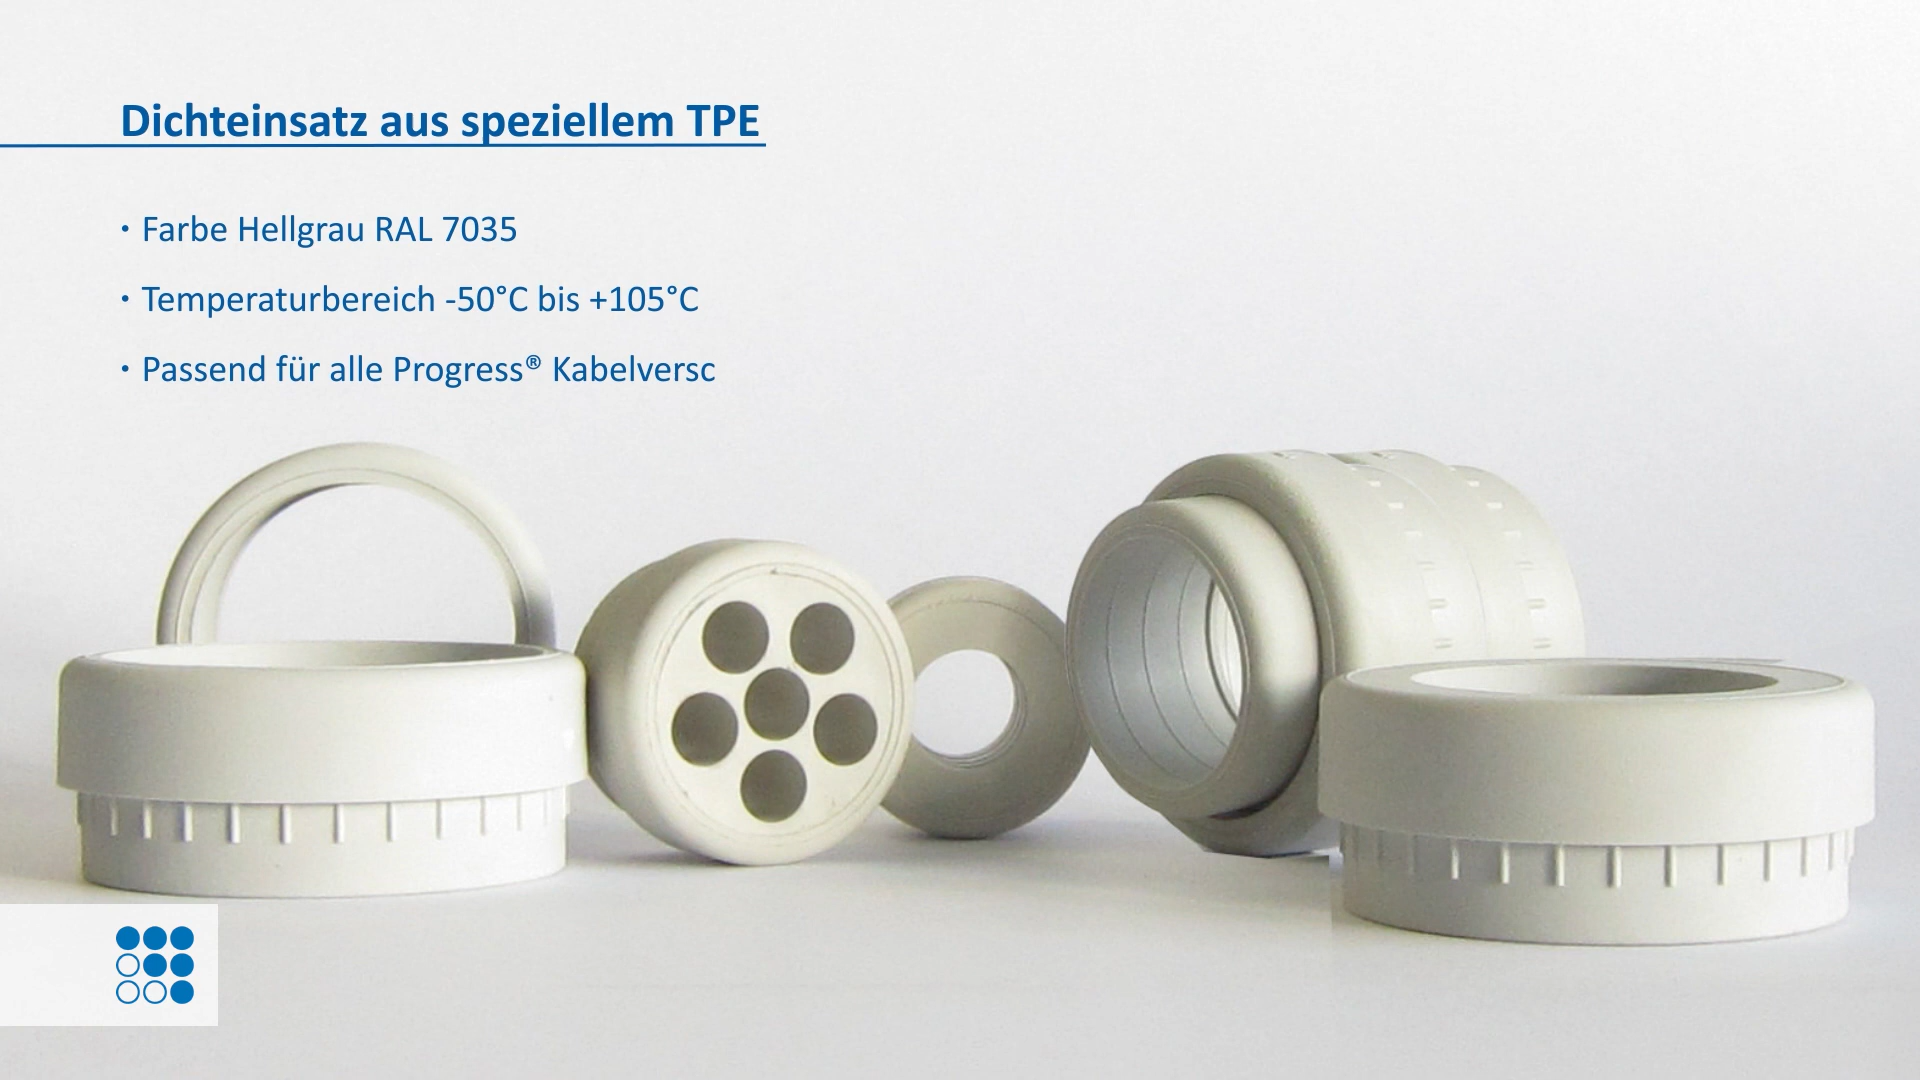 Dichteinsatz aus speziellem TPE
· Farbe Hellgrau RAL 7035
· Temperaturbereich -50°C bis +105°C
· Passend für alle Progress® Kabelversc